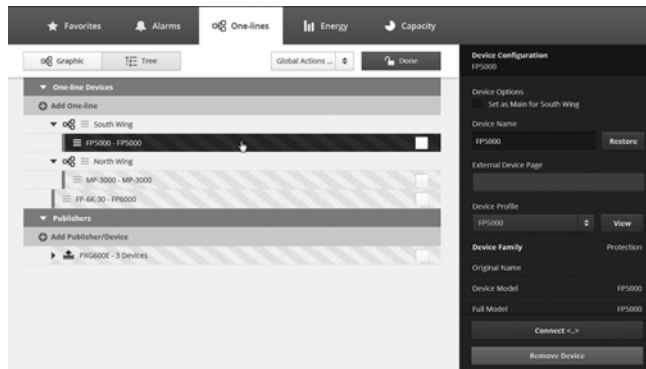 Favorites
Alarms
One-lines
Energy
Capacity
Graphic
Tree
Global Actions ...
Done
One-line Devices
Add One-line
South Wing
FP5000 - FP5000
North Wing
MP-3000 - MP-3000
FP-6K-30 - FP6000
Publishers
Add Publisher/Device
PXG600E - 3 Devices
Device Configuration
FP5000
Device Options
Set as Main for South Wing
Device Name
FP5000 Restore
External Device Page
Device Profile
FP5000 View
Device Family Protection
Original Name
Device Model FP5000
Full Model FP5000
Connect <..>
Remove Device